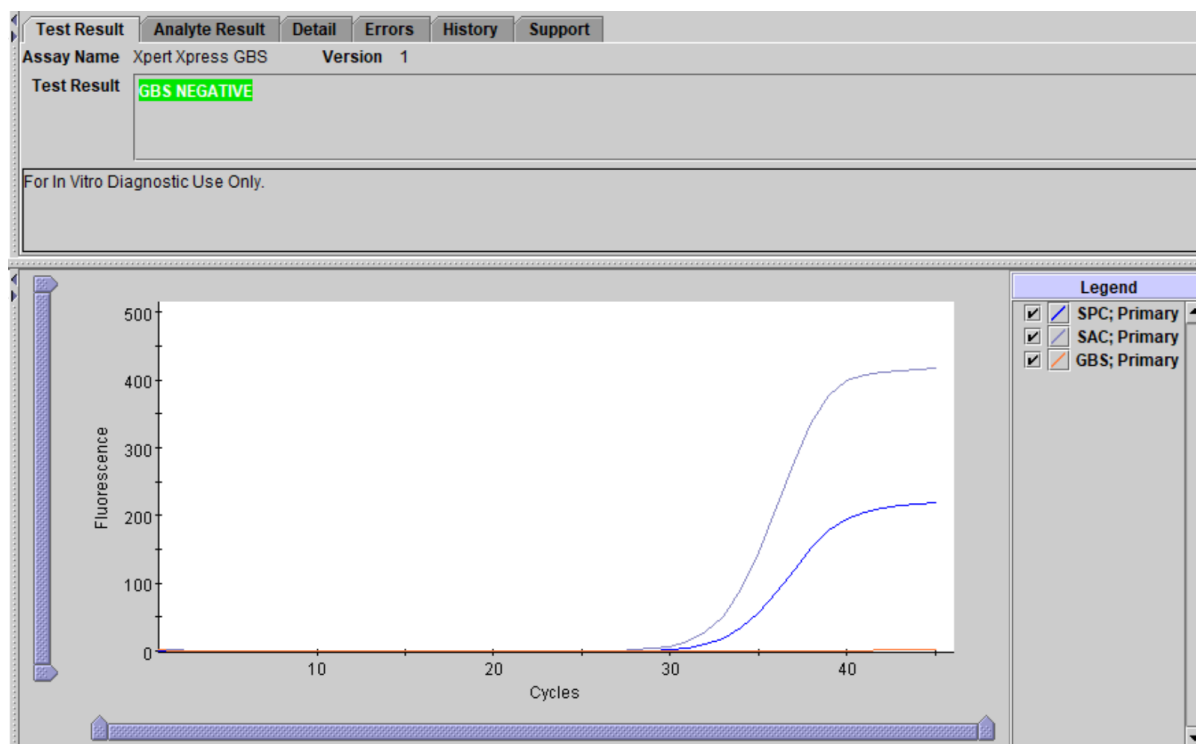 Test Result Analyte Result Detail Errors History Support
Assay Name Xpert Xpress GBS Version 1
Test Result GBS NEGATIVE
For In Vitro Diagnostic Use Only.
Legend
SPC; Primary
SAC; Primary
GBS; Primary
500
400
300
200
100
0
Fluorescence
10 20 30 40
Cycles